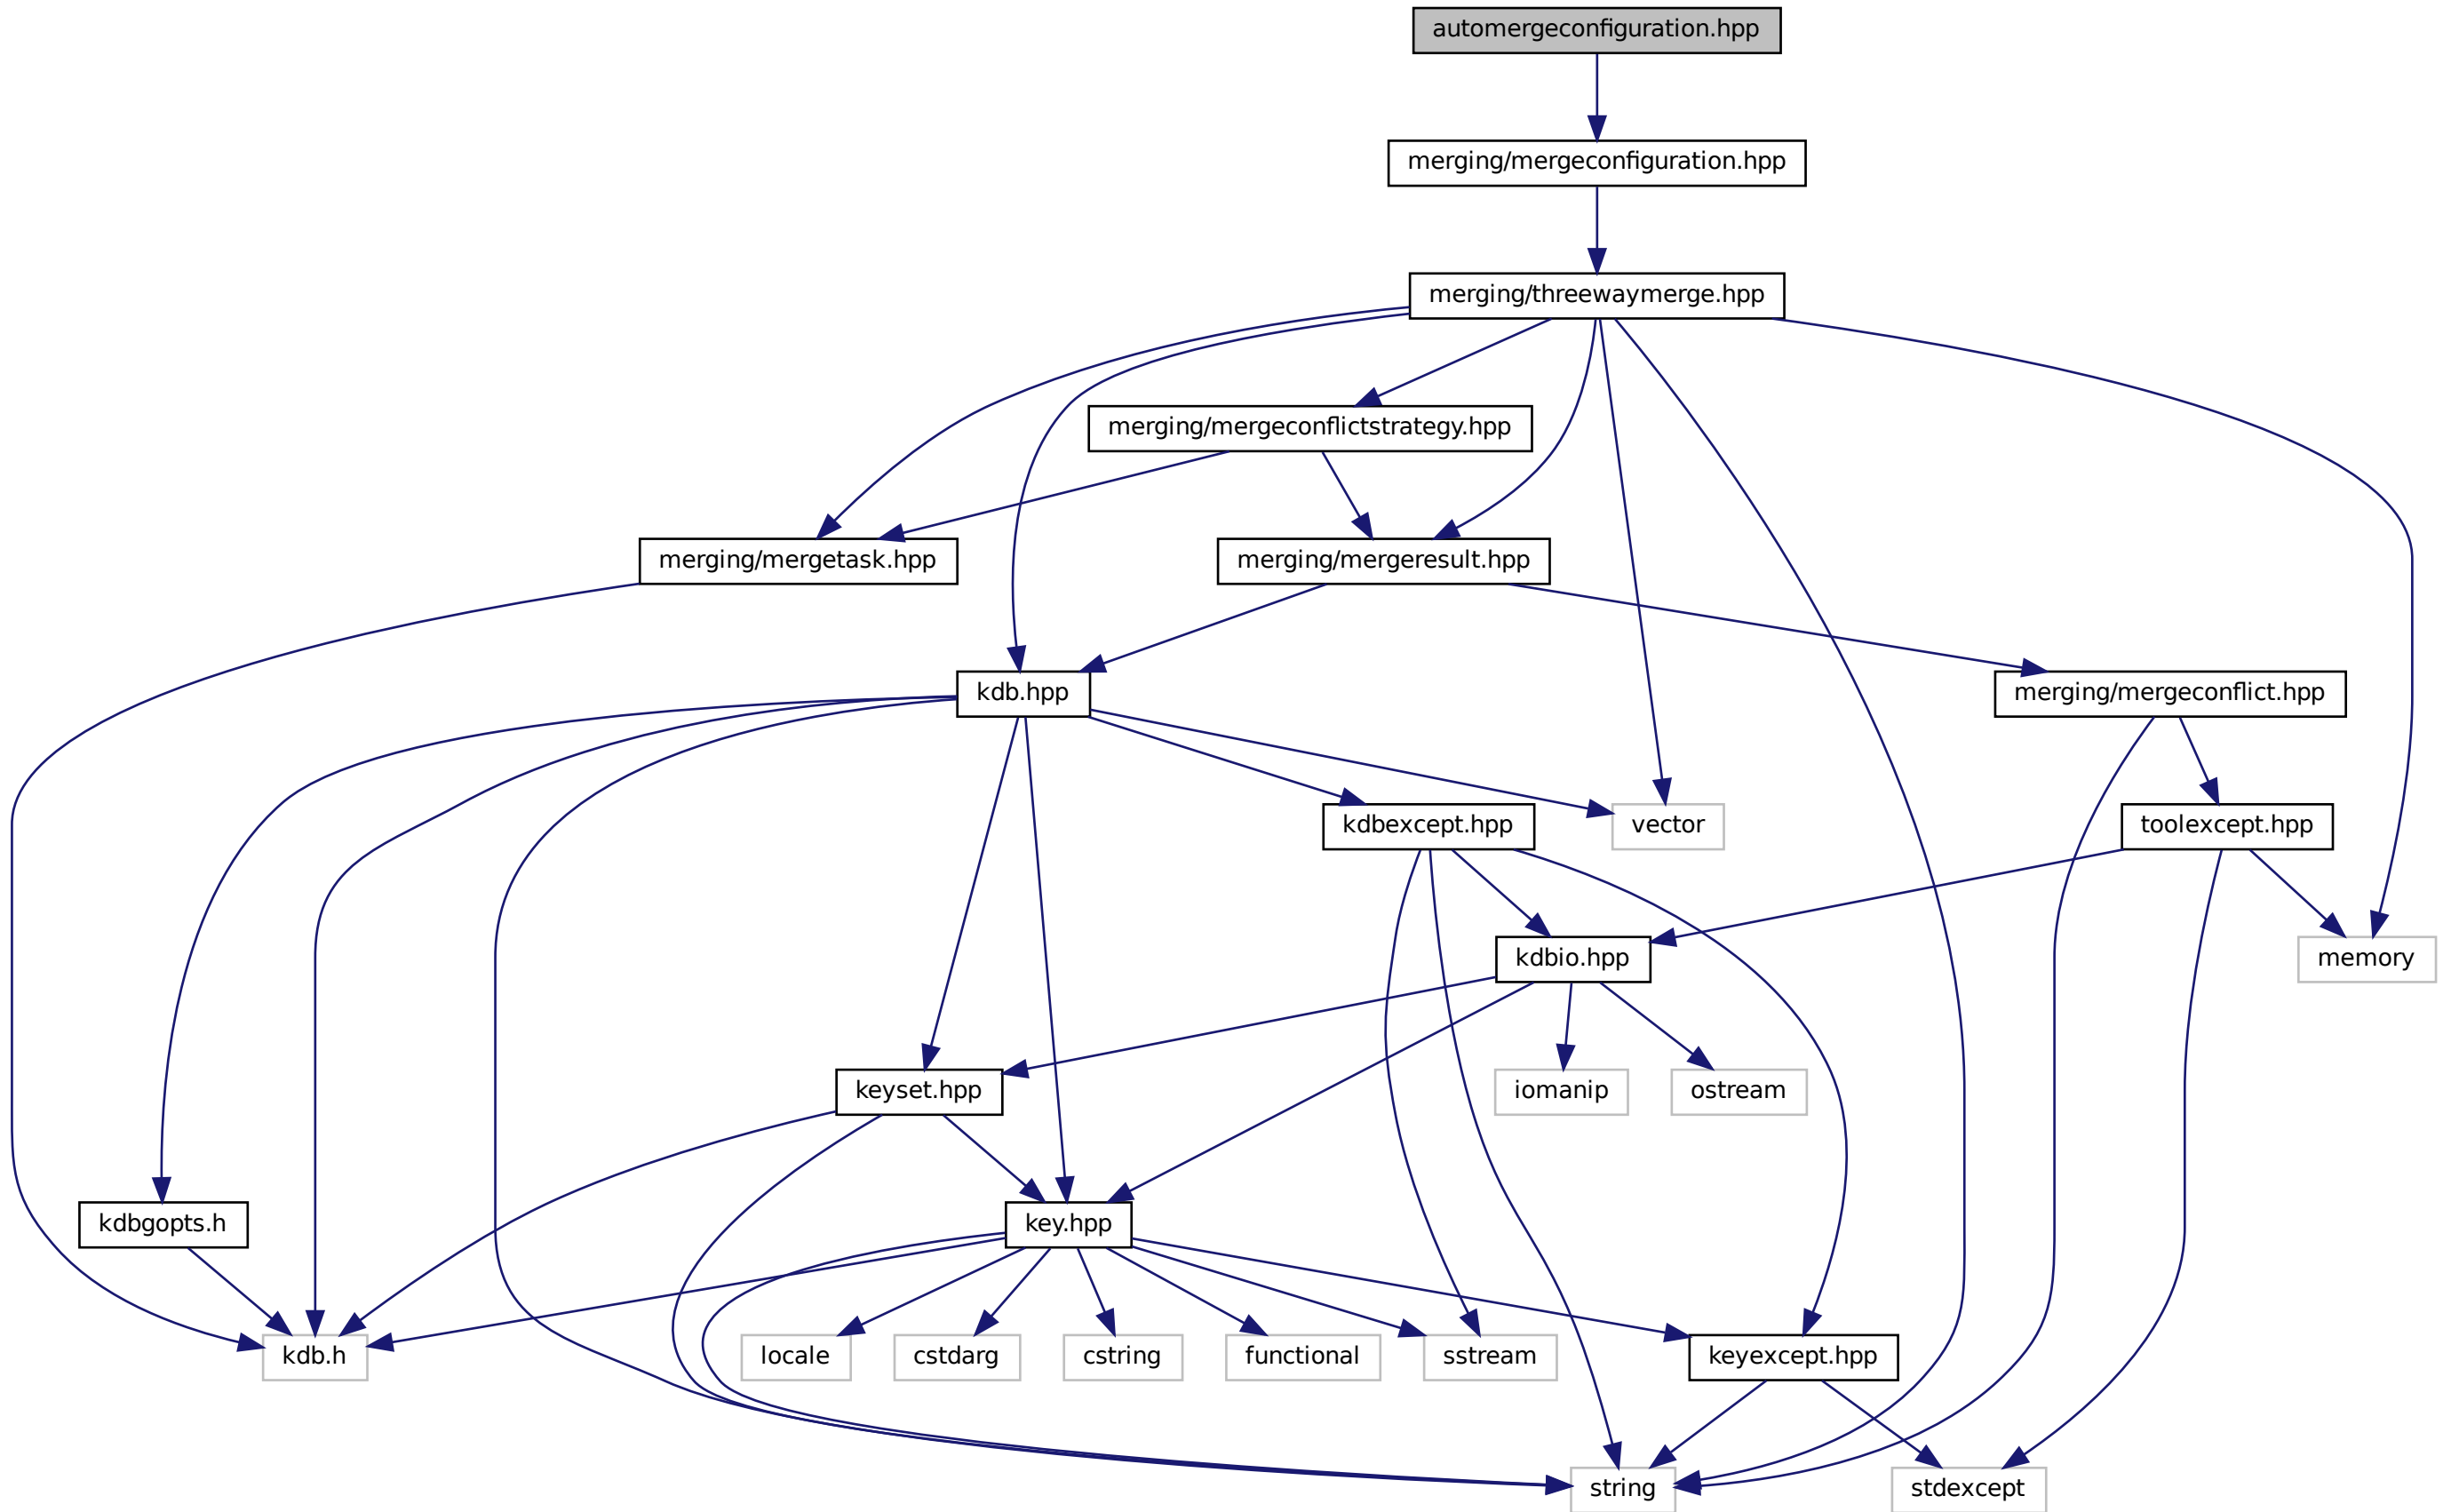 automergeconfiguration.hpp
merging/mergeconfiguration.hpp
merging/threewaymerge.hpp
merging/mergeconflictstrategy.hpp
merging/mergetask.hpp
merging/mergeresult.hpp
kdb.hpp
merging/mergeconflict.hpp
kdbexcept.hpp
vector
toolexcept.hpp
kdbio.hpp
memory
keyset.hpp
iomanip
ostream
kdbgopts.h
key.hpp
kdb.h
locale
cstdarg
cstring
functional
sstream
keyexcept.hpp
string
stdexcept